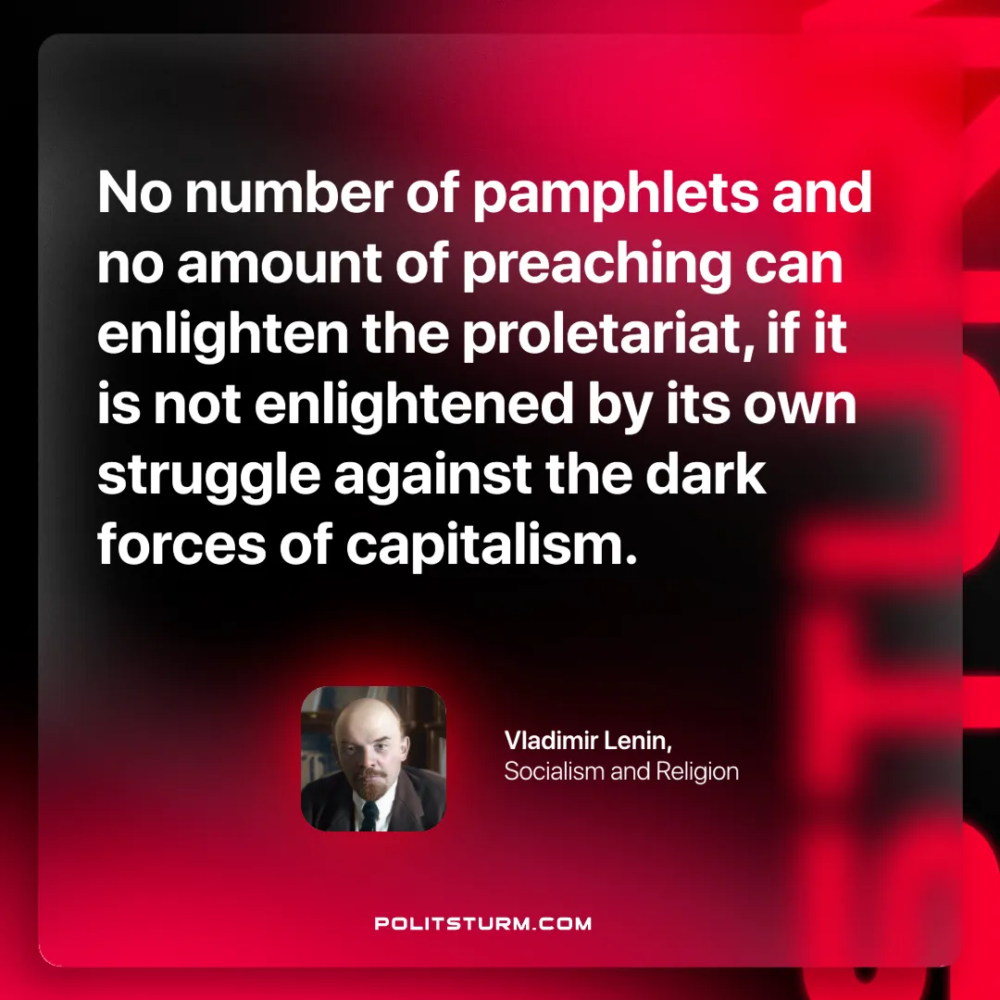 No number of pamphlets and
no amount of preaching can
enlighten the proletariat, if it
is not enlightened by its own
struggle against the dark
forces of capitalism.
Vladimir Lenin,
Socialism and Religion
POLITSTURM.COM